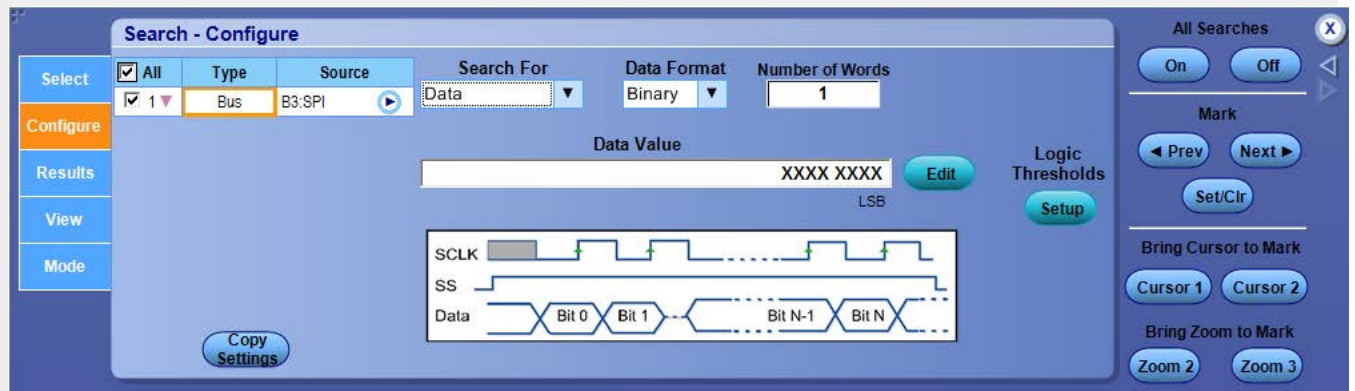 Search - Configure
Select
Configure
Results
View
Mode
All Type Source
1 Bus B3:SPI
Search For
Data
Data Format
Binary
Number of Words
1
Data Value
XXXX XXXX
LSB
Edit
Logic
Thresholds
Setup
SCLK
SS
Data Bit 0 Bit 1 Bit N-1 Bit N
Copy
Settings
All Searches
X
On Off
Mark
Prev Next
Set/Clr
Bring Cursor to Mark
Cursor 1 Cursor 2
Bring Zoom to Mark
Zoom 2 Zoom 3